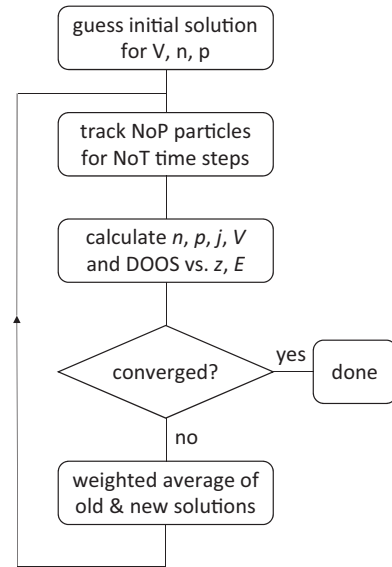 guess initial solution
for V, n, p
track NoP particles
for NoT time steps
calculate n, p, j, V
and DOOS vs. z, E
converged?
yes
done
no
weighted average of
old & new solutions